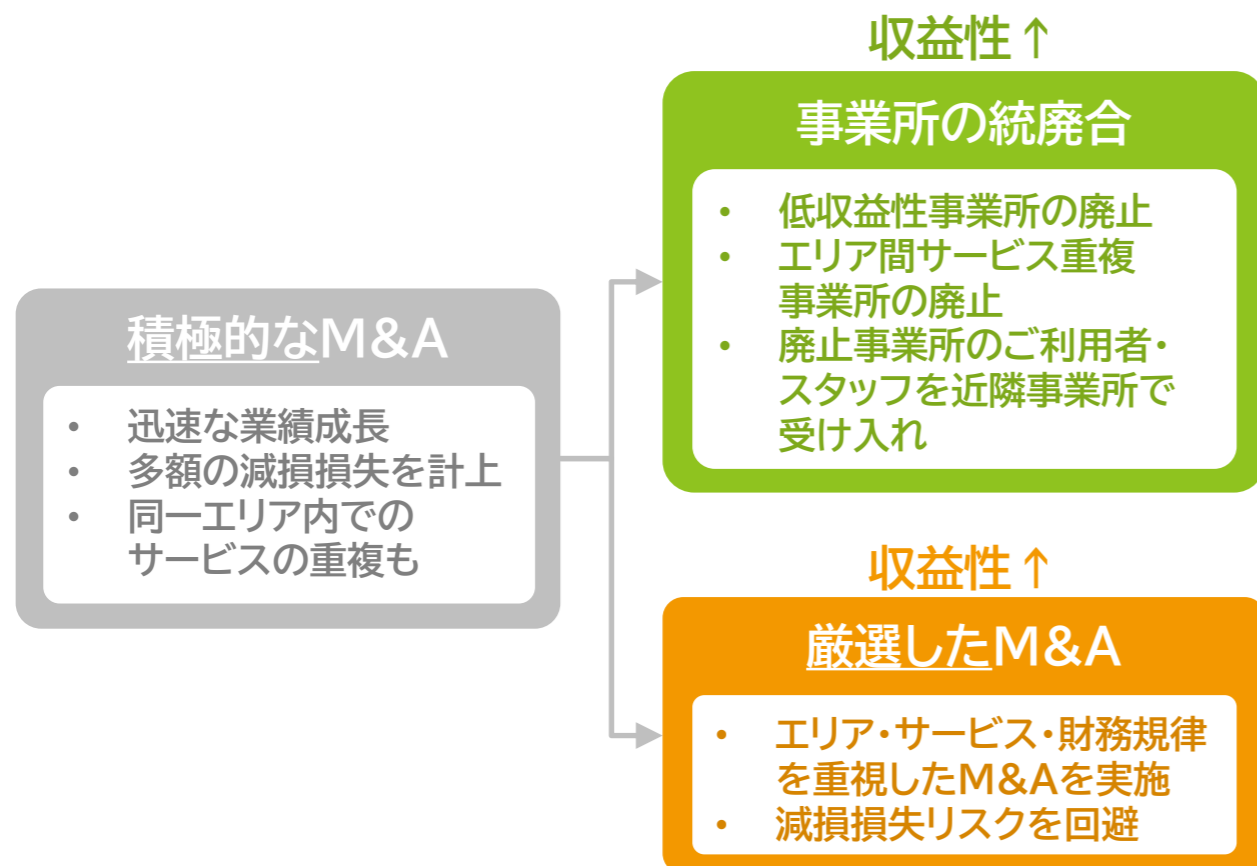 積極的なM&A
• 迅速な業績成長
• 多額の減損損失を計上
• 同一エリア内での
サービスの重複も
収益性↑
事業所の統廃合
• 低収益性事業所の廃止
• エリア間サービス重複
事業所の廃止
• 廃止事業所のご利用者・
スタッフを近隣事業所で
受け入れ
収益性↑
厳選したM&A
• エリア・サービス・財務規律
を重視したM&Aを実施
• 減損損失リスクを回避